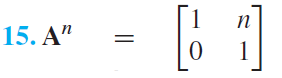 15. Aⁿ = [1 n]
[0 1]